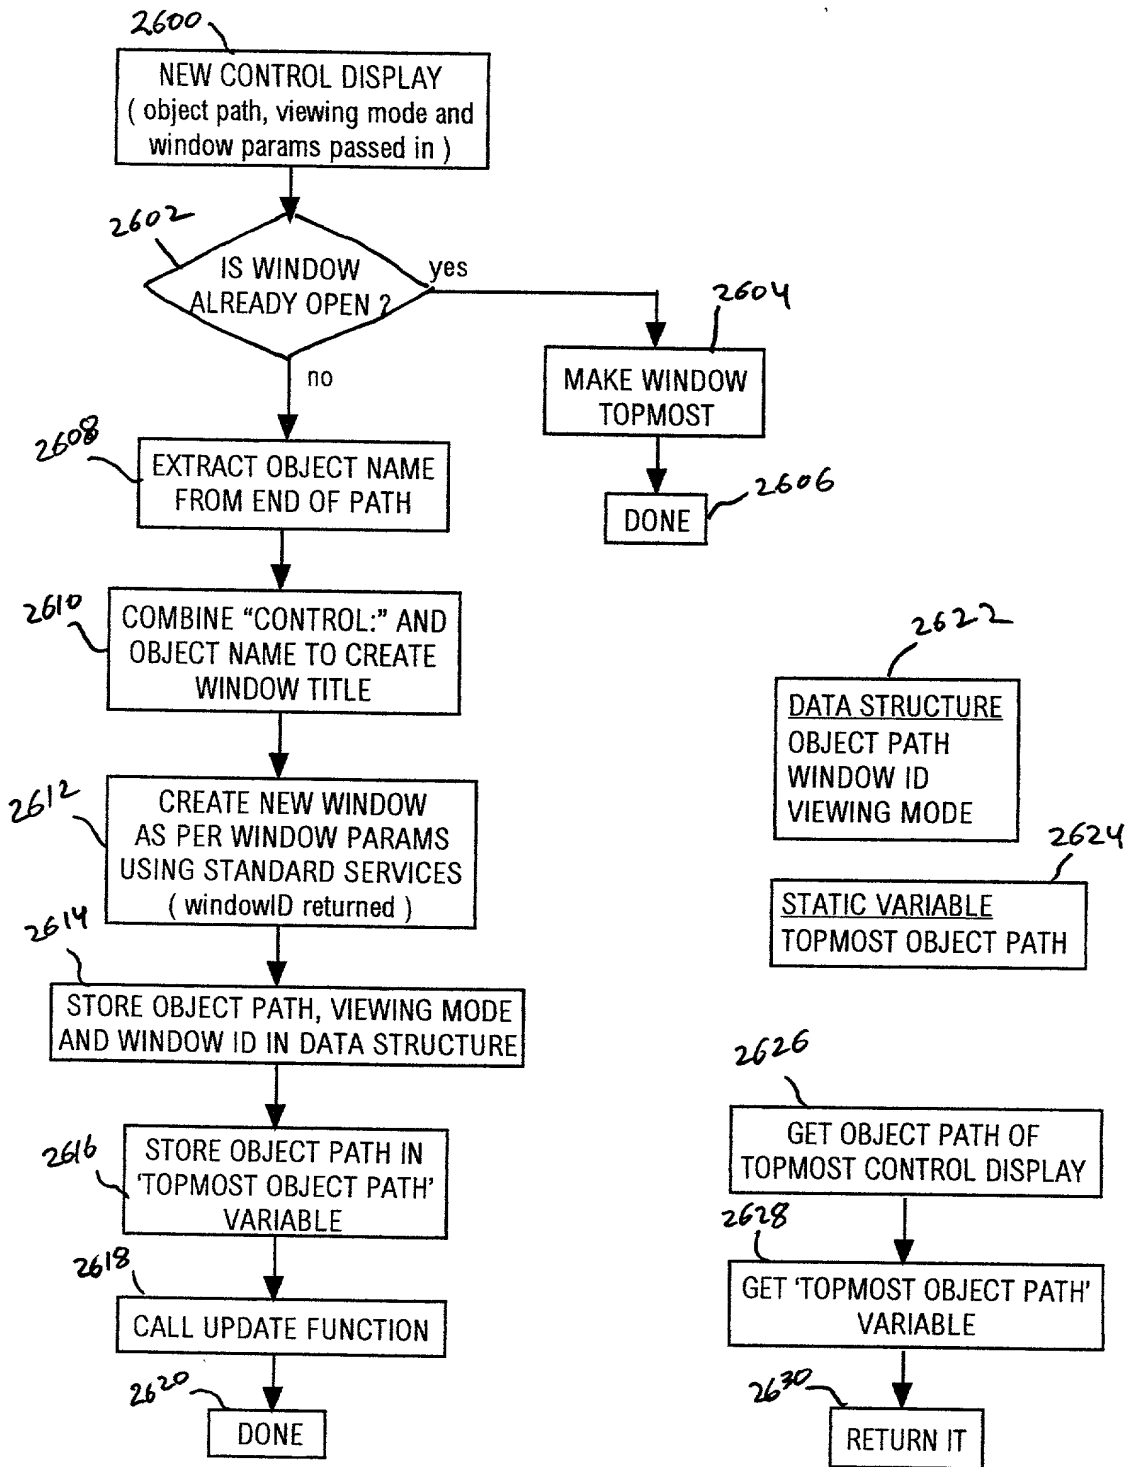 2600
NEW CONTROL DISPLAY
( object path, viewing mode and
window params passed in )
2602
IS WINDOW
ALREADY OPEN ?
yes
no
2604
MAKE WINDOW
TOPMOST
2606
DONE
2608
EXTRACT OBJECT NAME
FROM END OF PATH
2610
COMBINE “CONTROL:” AND
OBJECT NAME TO CREATE
WINDOW TITLE
2612
CREATE NEW WINDOW
AS PER WINDOW PARAMS
USING STANDARD SERVICES
( windowID returned )
2614
STORE OBJECT PATH, VIEWING MODE
AND WINDOW ID IN DATA STRUCTURE
2616
STORE OBJECT PATH IN
‘TOPMOST OBJECT PATH’
VARIABLE
2618
CALL UPDATE FUNCTION
2620
DONE
2622
DATA STRUCTURE
OBJECT PATH
WINDOW ID
VIEWING MODE
2624
STATIC VARIABLE
TOPMOST OBJECT PATH
2626
GET OBJECT PATH OF
TOPMOST CONTROL DISPLAY
2628
GET ‘TOPMOST OBJECT PATH’
VARIABLE
2630
RETURN IT